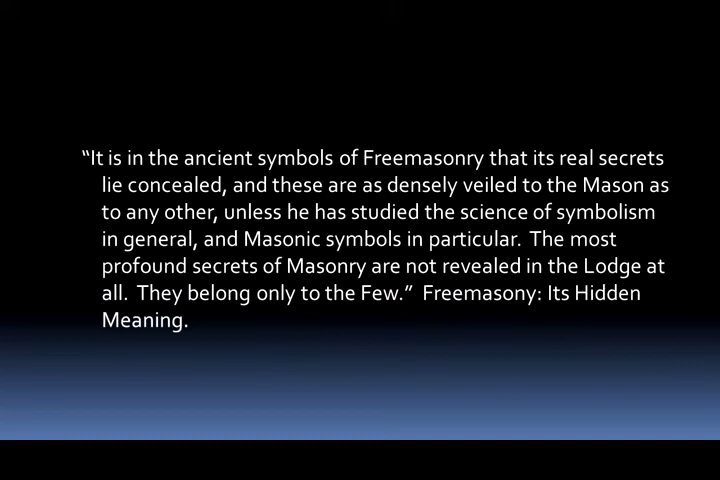 “It is in the ancient symbols of Freemasonry that its real secrets
lie concealed, and these are as densely veiled to the Mason as
to any other, unless he has studied the science of symbolism
in general, and Masonic symbols in particular.  The most
profound secrets of Masonry are not revealed in the Lodge at
all.  They belong only to the Few.”  Freemasony: Its Hidden
Meaning.